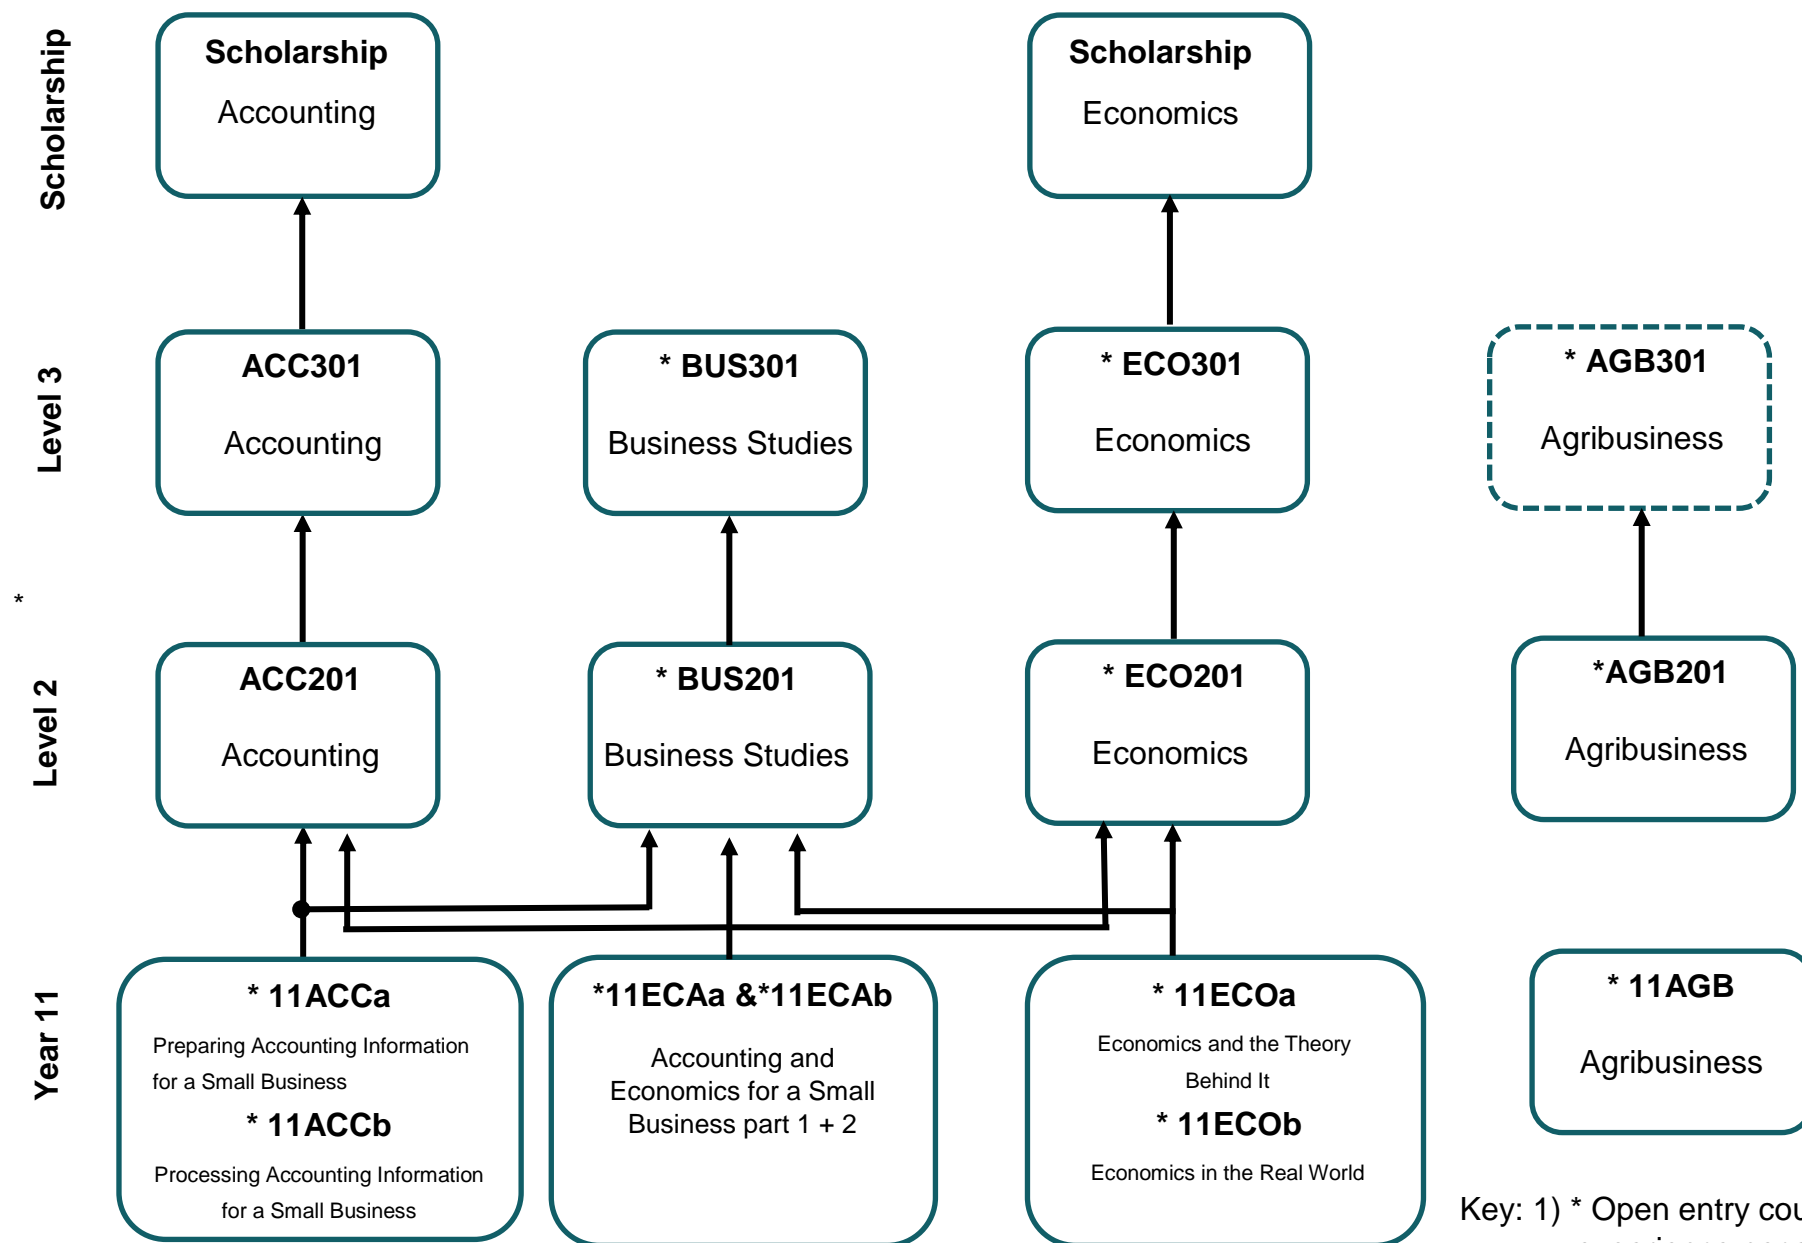 Scholarship
Scholarship
Accounting
Scholarship
Economics
Level 3
ACC301
Accounting
* BUS301
Business Studies
* ECO301
Economics
* AGB301
Agribusiness
*
Level 2
ACC201
Accounting
* BUS201
Business Studies
* ECO201
Economics
*AGB201
Agribusiness
Year 11
* 11ACCa
Preparing Accounting Information
for a Small Business
* 11ACCb
Processing Accounting Information
for a Small Business
*11ECAa &*11ECAb
Accounting and
Economics for a Small
Business part 1 + 2
* 11ECOa
Economics and the Theory
Behind It
* 11ECOb
Economics in the Real World
* 11AGB
Agribusiness
Key: 1) * Open entry cou